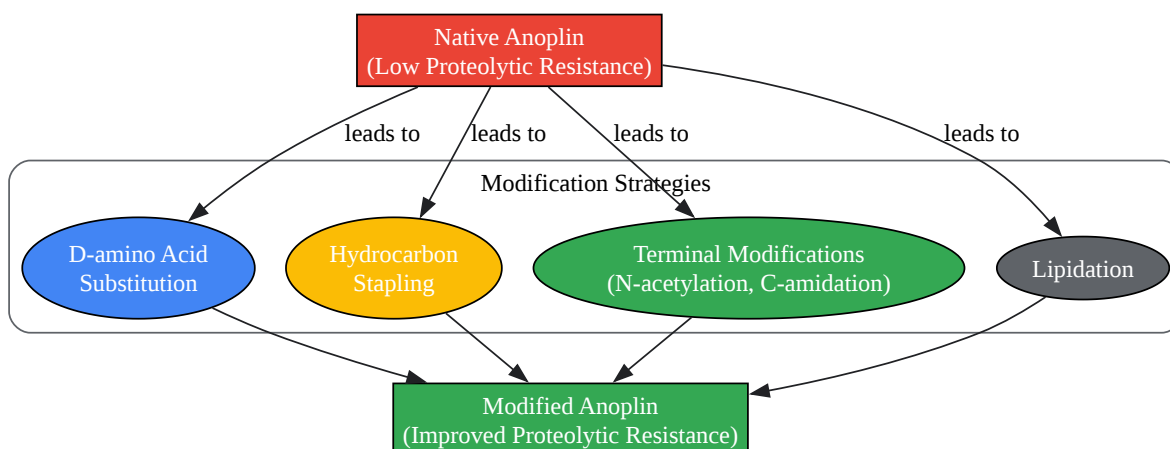 Native Anoplin
(Low Proteolytic Resistance)
leads to
leads to
leads to
leads to
Modification Strategies
D-amino Acid
Substitution
Hydrocarbon
Stapling
Terminal Modifications
(N-acetylation, C-amidation)
Lipidation
Modified Anoplin
(Improved Proteolytic Resistance)